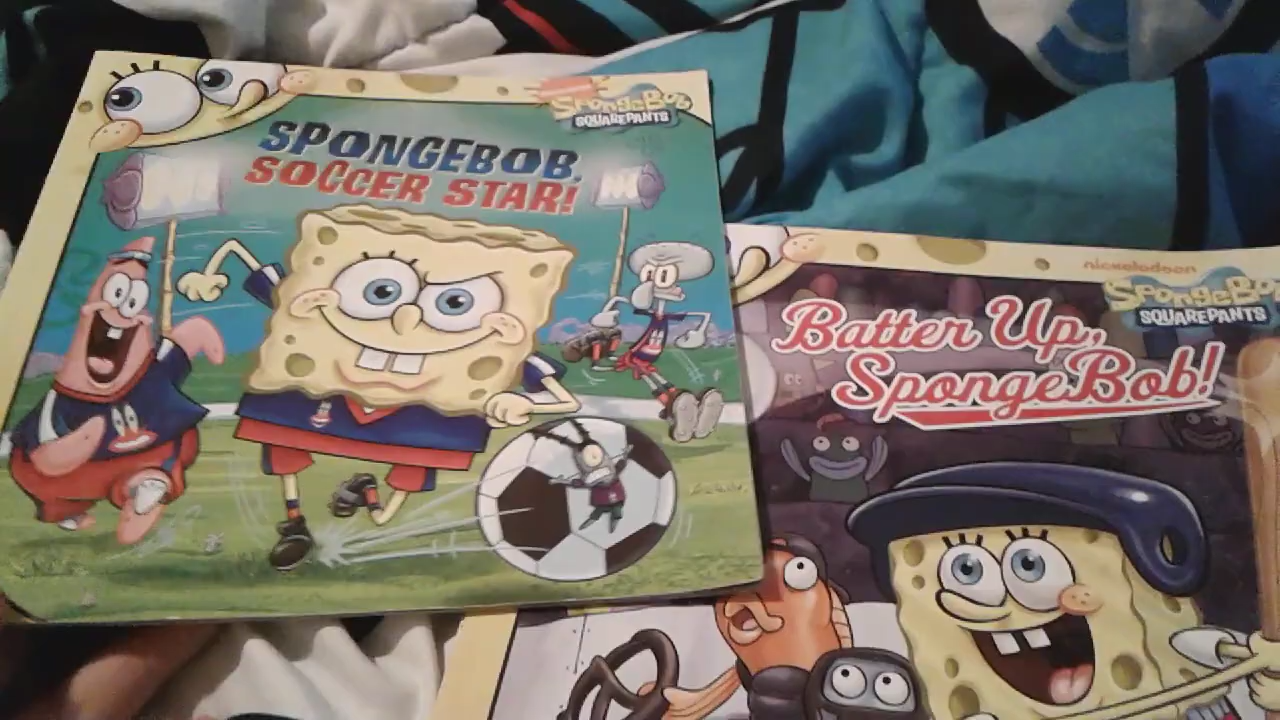 SPONGEBOB
SQUAREPANTS
SPONGEBOB,
SOCCER STAR!
nickelodeon
SPONGEBOB
SQUAREPANTS
Batter Up,
SpongeBob!